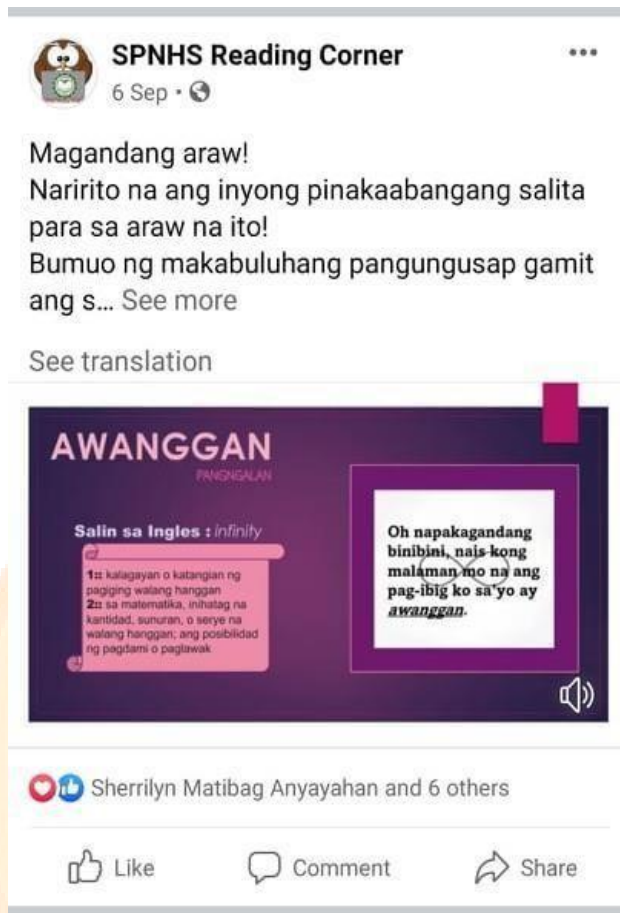 SPNHS Reading Corner
6 Sep
Magandang araw!
Naririto na ang inyong pinakaabangang salita
para sa araw na ito!
Bumuo ng makabuluhang pangungusap gamit
ang s... See more
See translation
AWANGGAN
PANGNGALAN
Salin sa Ingles : infinity
1:: kalagayan o katangian ng
pagiging walang hanggan
2:: sa matematika, inihatag na
kantidad, sunuran, o serye na
walang hanggan; ang posibilidad
ng pagdami o paglawak
Oh napakagandang
binibini, nais kong
malaman mo na ang
pag-ibig ko sa'yo ay
awanggan.
Sherrilyn Matibag Anyayahan and 6 others
Like
Comment
Share